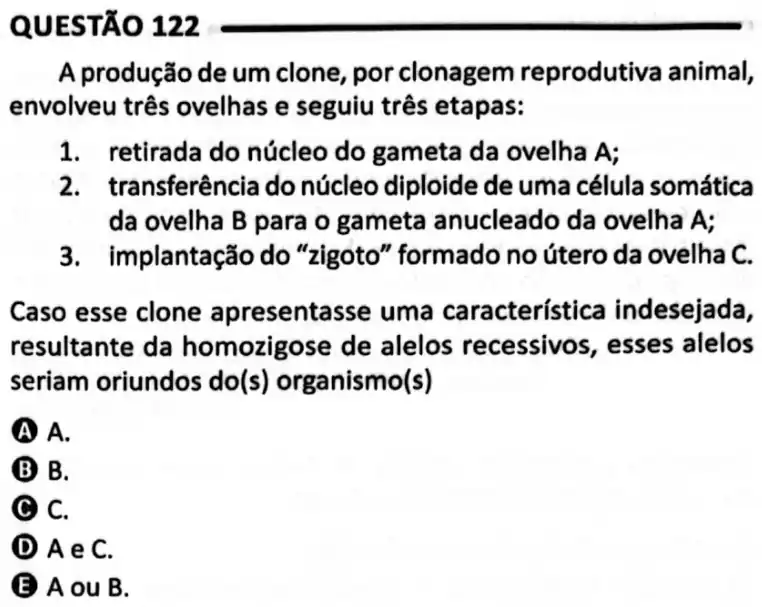 QUESTÃO 122
A produção de um clone, por clonagem reprodutiva animal,
envolveu três ovelhas e seguiu três etapas:
1. retirada do núcleo do gameta da ovelha A;
2. transferência do núcleo diploide de uma célula somática
da ovelha B para o gameta anucleado da ovelha A;
3. implantação do “zigoto” formado no útero da ovelha C.
Caso esse clone apresentasse uma característica indesejada,
resultante da homozigose de alelos recessivos, esses alelos
seriam oriundos do(s) organismo(s)
A A.
B B.
C C.
D A e C.
E A ou B.